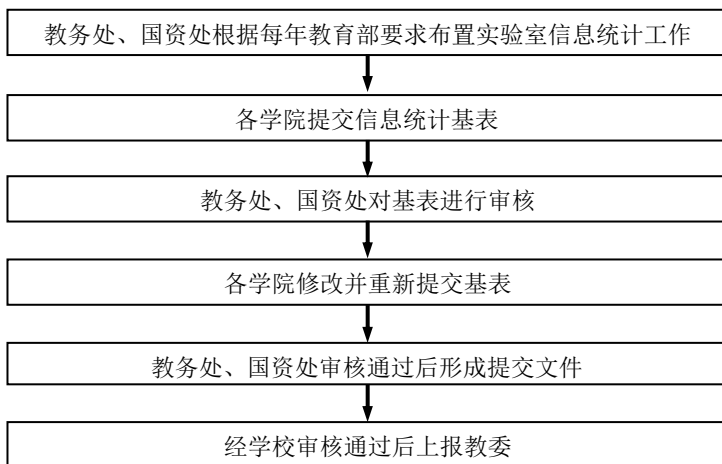 教务处、国资处根据每年教育部要求布置实验室信息统计工作
各学院提交信息统计基表
教务处、国资处对基表进行审核
各学院修改并重新提交基表
教务处、国资处审核通过后形成提交文件
经学校审核通过后上报教委